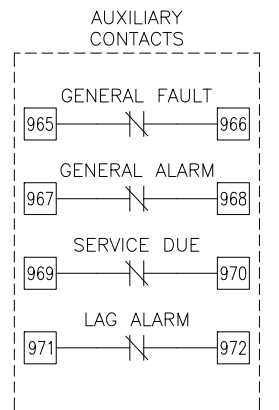 AUXILIARY
CONTACTS
GENERAL FAULT
965 966
GENERAL ALARM
967 968
SERVICE DUE
969 970
LAG ALARM
971 972